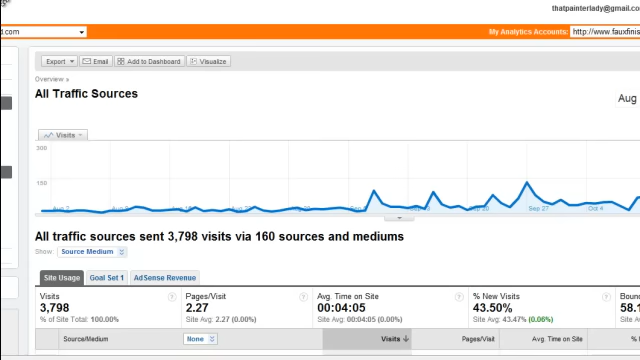 thatpainterlady@gmail.co
d.com
My Analytics Accounts: http://www.fauxfinis
Export Email Add to Dashboard Visualize
Overview »
All Traffic Sources
Aug
Visits
300
150
Sep 27
Oct 4
All traffic sources sent 3,798 visits via 160 sources and mediums
Show: Source Medium
Site Usage Goal Set 1 AdSense Revenue
Visits Pages/Visit Avg. Time on Site % New Visits Boun
3,798 2.27 00:04:05 43.50% 58.1
% of Site Total: 100.00% Site Avg: 2.27 (0.00%) Site Avg: 00:04:05 (0.00%) Site Avg: 43.47% (0.06%) Site A
Source/Medium None Visits Pages/Visit Avg. Time on Site % N